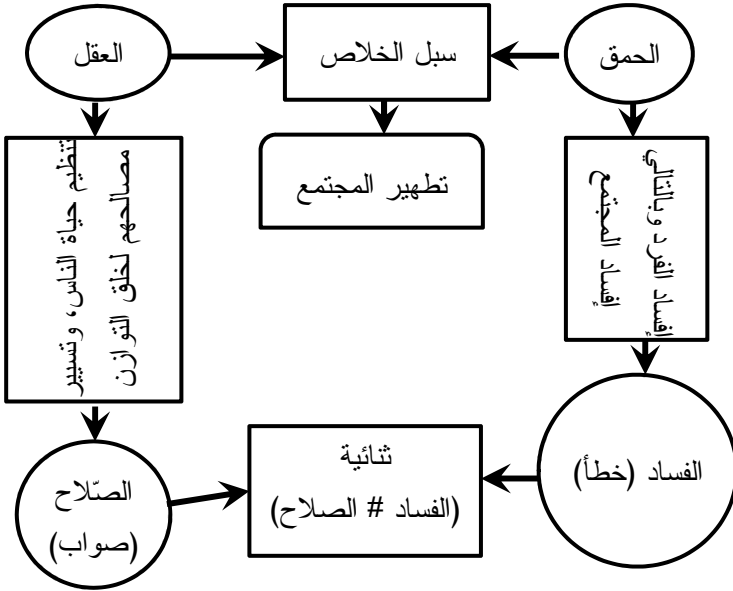 الحمق
سبل الخلاص
العقل
تطهير المجتمع
إفساد الفرد وبالتالي
إفساد المجتمع
تنظيم حياة الناس، وتسيير
مصالحهم لخلق التوازن
الفساد (خطأ)
ثنائية
(الفساد # الصلاح)
الصّلاح
(صواب)